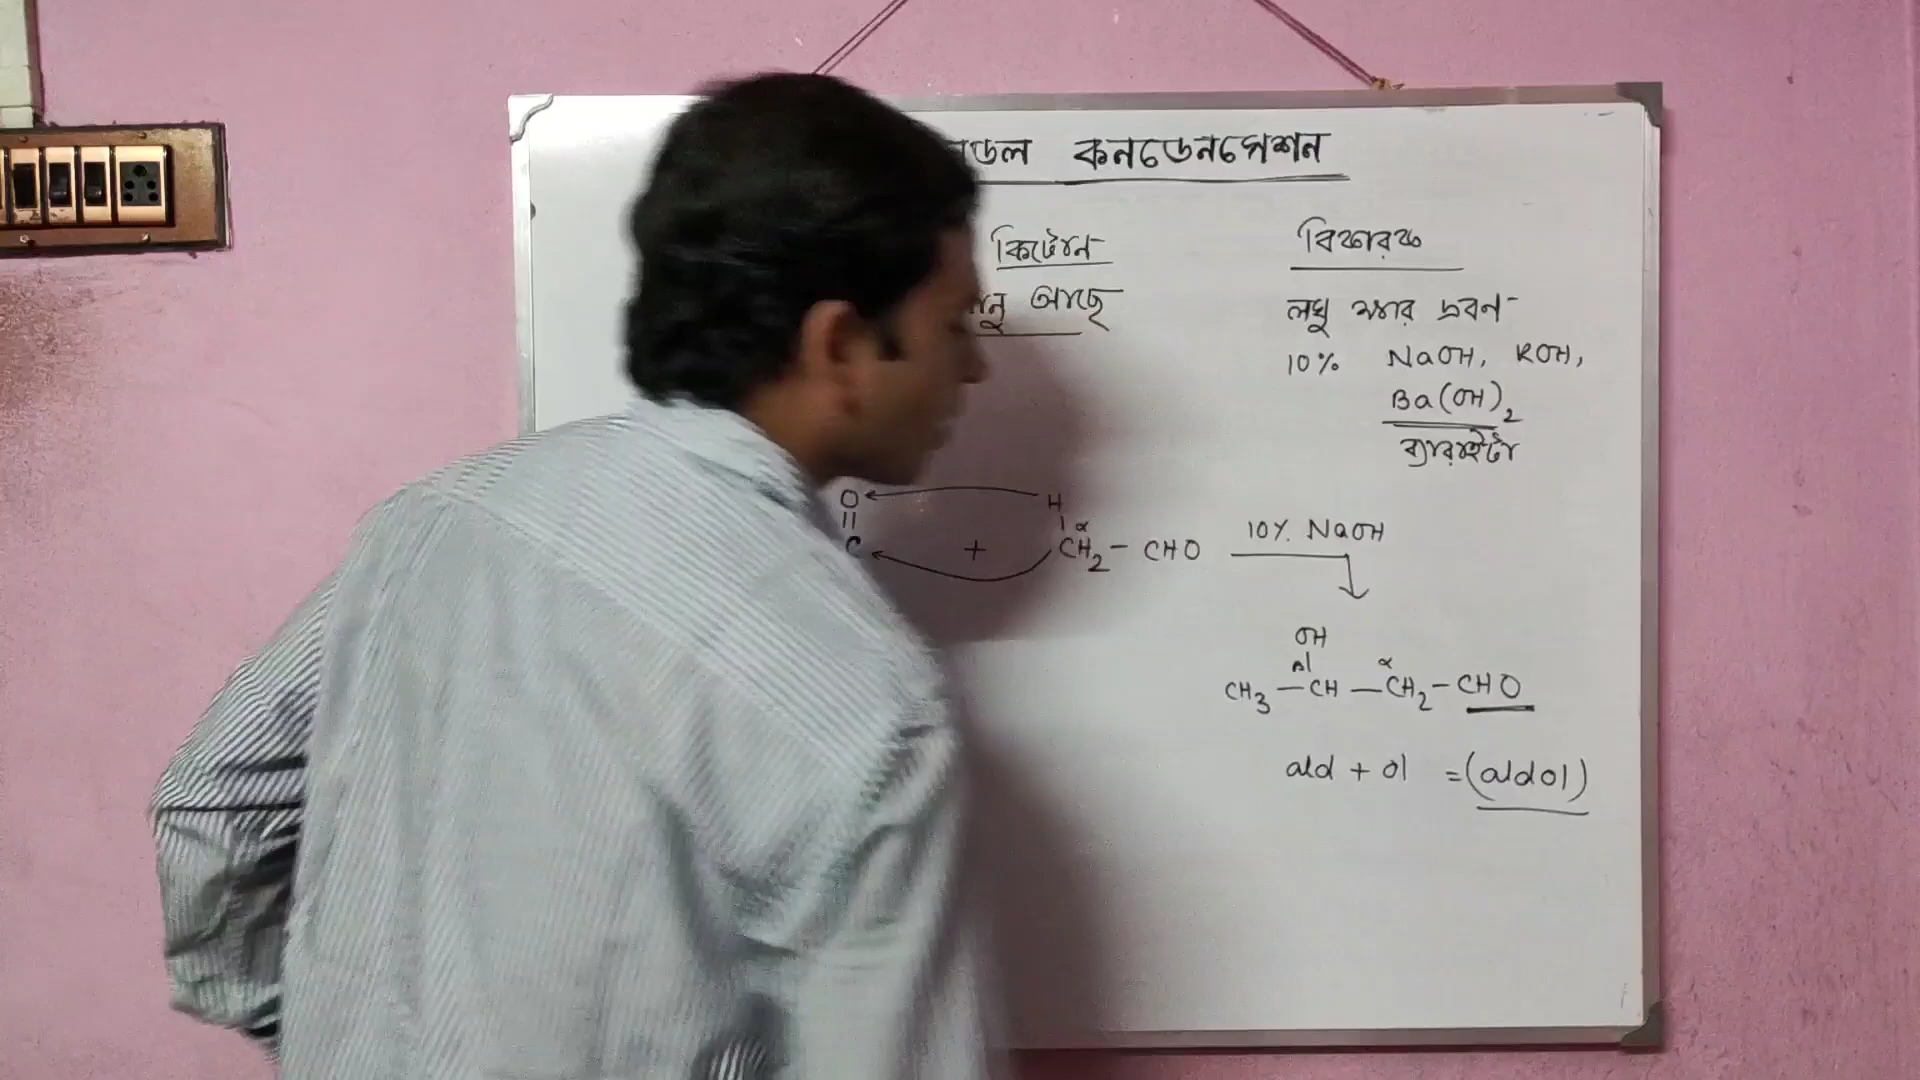 কনডেনসেশন
কিটোন
আছে
বিকারক
লঘু ক্ষার দ্রবণ
10% NaOH, KOH,
Ba(OH)2
ব্যারাইটা
O H
|| | α
C + CH2 - CHO 10% NaOH
OH
α
CH3 — CH — CH2 - CHO
ald + ol = (aldol)